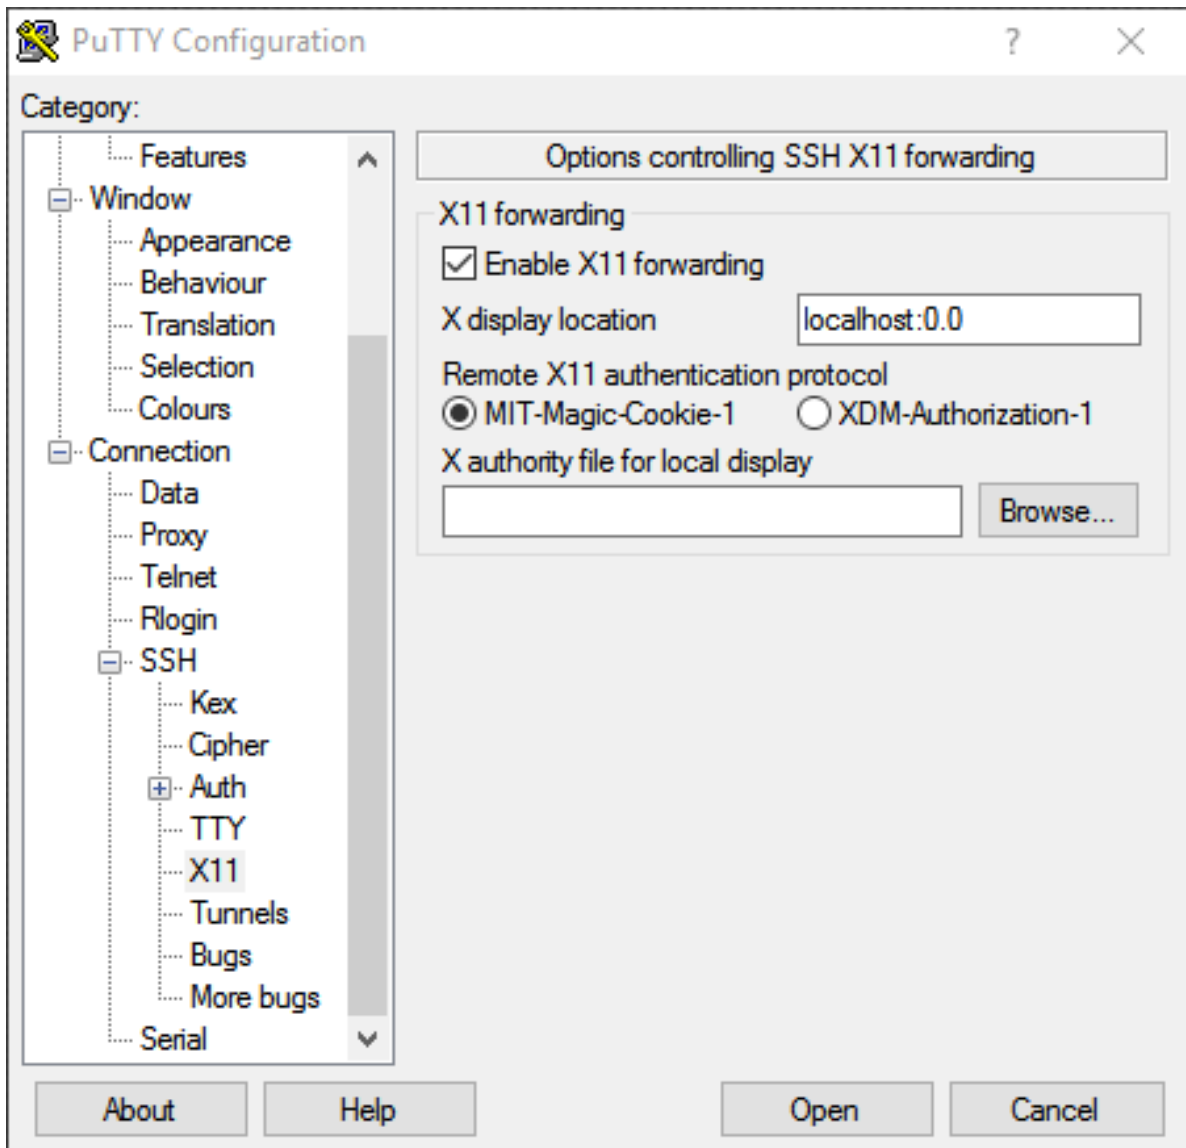 PuTTY Configuration
Category:
Features
Window
Appearance
Behaviour
Translation
Selection
Colours
Connection
Data
Proxy
Telnet
Rlogin
SSH
Kex
Cipher
Auth
TTY
X11
Tunnels
Bugs
More bugs
Serial
Options controlling SSH X11 forwarding
X11 forwarding
Enable X11 forwarding
X display location localhost:0.0
Remote X11 authentication protocol
MIT-Magic-Cookie-1 XDM-Authorization-1
X authority file for local display
Browse...
About Help Open Cancel